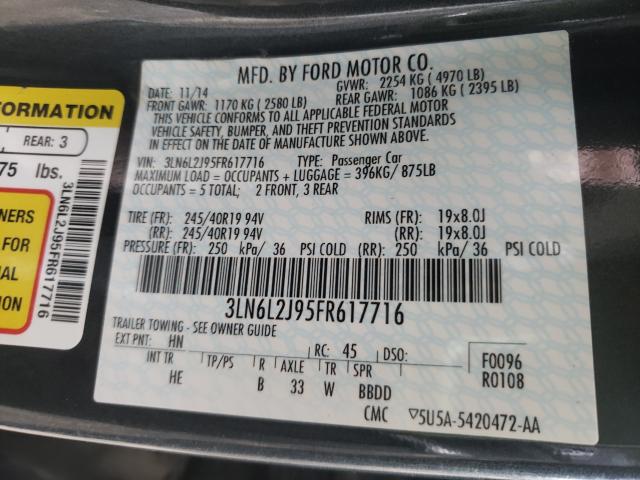 FORMATION
REAR: 3
75 lbs.
NERS
FOR
AL
TION
3LN6L2J95FR617716
MFD. BY FORD MOTOR CO.
DATE: 11/14 GVWR: 2254 KG ( 4970 LB)
FRONT GAWR: 1170 KG ( 2580 LB) REAR GAWR: 1086 KG ( 2395 LB)
THIS VEHICLE CONFORMS TO ALL APPLICABLE FEDERAL MOTOR
VEHICLE SAFETY, BUMPER, AND THEFT PREVENTION STANDARDS
IN EFFECT ON THE DATE OF MANUFACTURE SHOWN ABOVE.
VIN: 3LN6L2J95FR617716 TYPE: Passenger Car
MAXIMUM LOAD = OCCUPANTS + LUGGAGE = 396KG/ 875LB
OCCUPANTS = 5 TOTAL; 2 FRONT, 3 REAR
TIRE (FR): 245/40R19 94V RIMS (FR): 19x8.0J
(RR): 245/40R19 94V (RR): 19x8.0J
PRESSURE (FR): 250 kPa/ 36 PSI COLD (RR): 250 kPa/ 36 PSI COLD
3LN6L2J95FR617716
TRAILER TOWING - SEE OWNER GUIDE
EXT PNT: HN RC: 45 DSO: F0096
INT TR TP/PS R AXLE TR SPR R0108
HE B 33 W BBDD
CMC ▽5U5A-5420472-AA